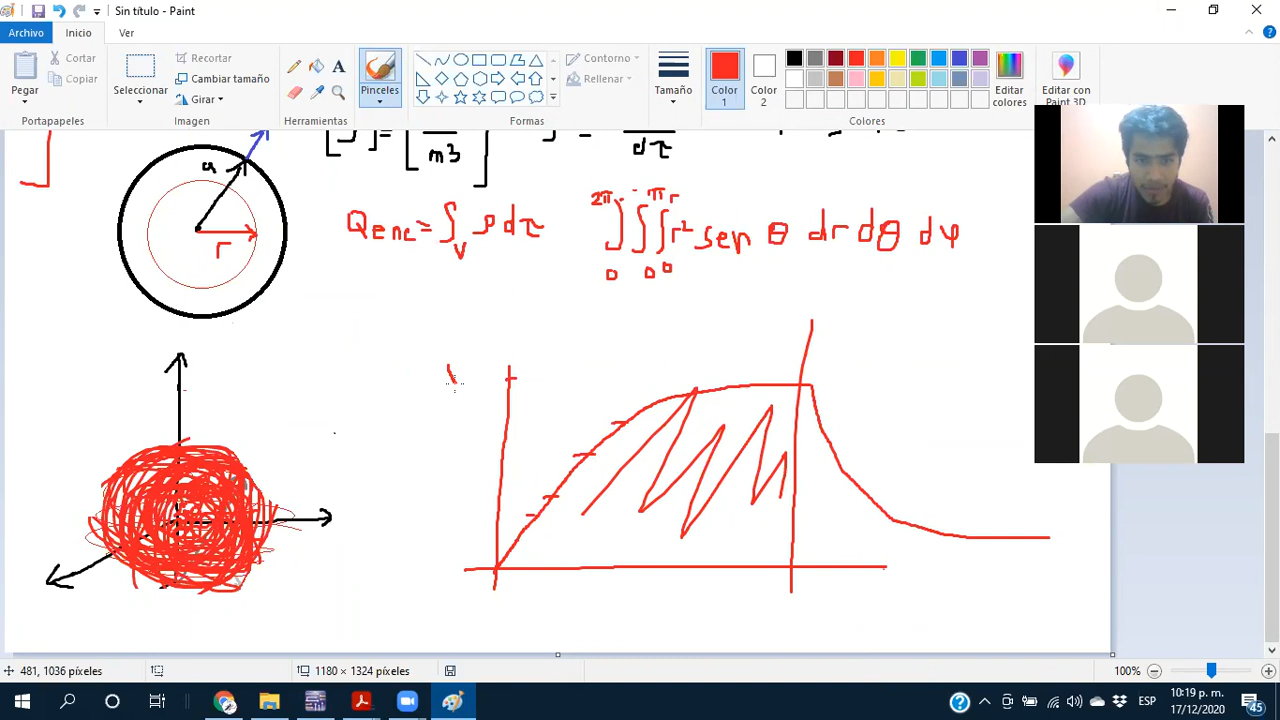 Sin título - Paint
Archivo Inicio Ver
Pegar
Cortar
Copiar
Portapapeles
Seleccionar
Recortar
Cambiar tamaño
Girar
Imagen
A
Herramientas
Pinceles
Contorno
Rellenar
Formas
Tamaño
Color 1
Color 2
Editar colores
Editar con Paint 3D
Colores
m3
dτ
a
r
Qenc = ∫ ρ dτ
V
2π π r
∫ ∫ ∫ r² sen θ dr dθ dφ
0 0 0
481, 1036 píxeles
1180 × 1324 píxeles
100%
ESP
10:19 p. m.
17/12/2020
45